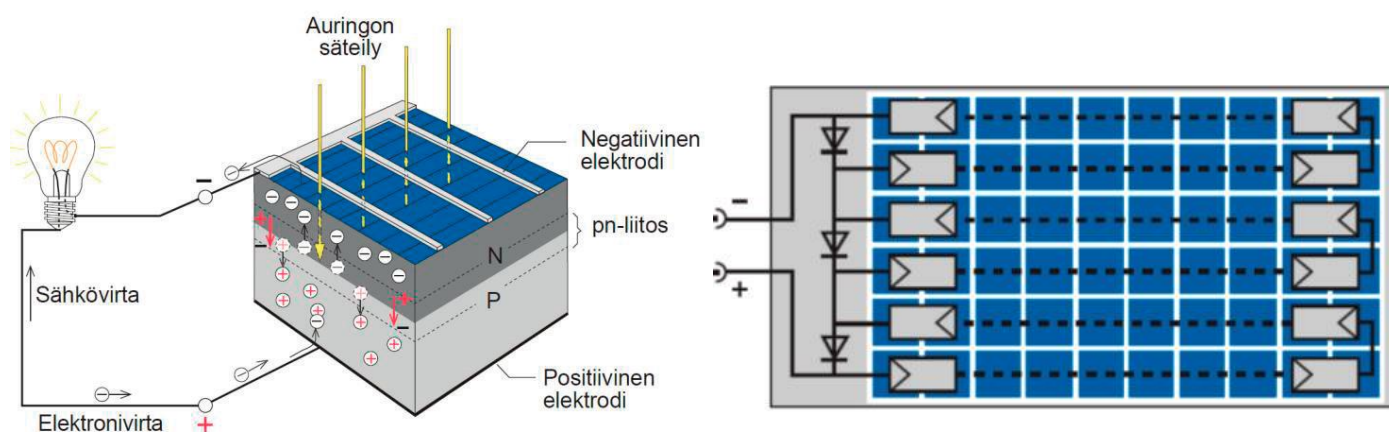 Auringon
säteily
Negatiivinen
elektrodi
pn-liitos
N
P
Sähkövirta
Positiivinen
elektrodi
Elektronivirta
+
−
−
+